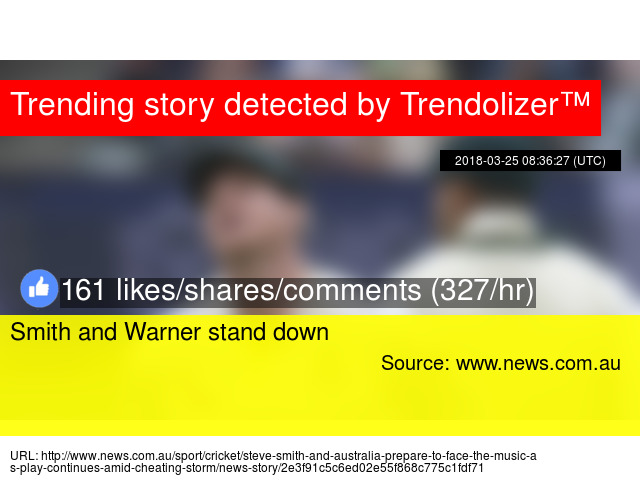 Trending story detected by Trendolizer™
2018-03-25 08:36:27 (UTC)
161 likes/shares/comments (327/hr)
Smith and Warner stand down
Source: www.news.com.au
URL: http://www.news.com.au/sport/cricket/steve-smith-and-australia-prepare-to-face-the-music-a
s-play-continues-amid-cheating-storm/news-story/2e3f91c5c6ed02e55f868c775c1fdf71